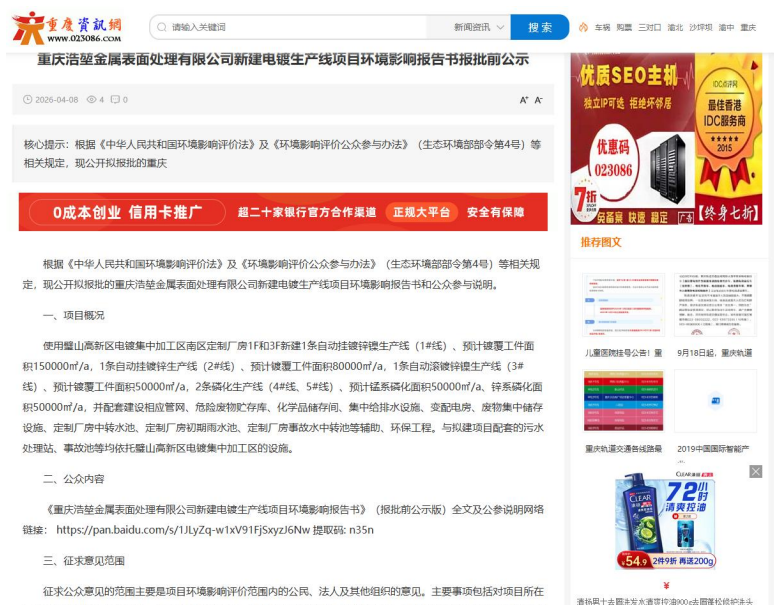 重庆資訊網
www.023086.COM
请输入关键词
新闻资讯
搜索
车祸 购票 三对口 渝北 沙坪坝 渝中 重庆
重庆浩堃金属表面处理有限公司新建电镀生产线项目环境影响报告书报批前公示
2026-04-08 4 0
A+ A-
核心提示：根据《中华人民共和国环境影响评价法》及《环境影响评价公众参与办法》（生态环境部部令第4号）等
相关规定，现公开拟报批的重庆
0成本创业 信用卡推广 超二十家银行官方合作渠道 正规大平台 安全有保障
根据《中华人民共和国环境影响评价法》及《环境影响评价公众参与办法》（生态环境部部令第4号）等相关规
定，现公开拟报批的重庆浩堃金属表面处理有限公司新建电镀生产线项目环境影响报告书和公众参与说明。
一、项目概况
使用璧山高新区电镀集中加工区南区定制厂房1F和3F新建1条自动挂镀锌镍生产线（1#线）、预计镀覆工件面
积150000㎡/a，1条自动挂镀锌生产线（2#线）、预计镀覆工件面积80000㎡/a，1条自动滚镀锌镍生产线（3#
线）、预计镀覆工件面积50000㎡/a，2条磷化生产线（4#线、5#线）、预计锰系磷化面积50000㎡/a、锌系磷化面
积50000㎡/a，并配套建设相应管网、危险废物贮存库、化学品储存间、集中给排水设施、变配电房、废物集中储存
设施、定制厂房中转水池、定制厂房初期雨水池、定制厂房事故水中转池等辅助、环保工程。与拟建项目配套的污水
处理站、事故池等均依托璧山高新区电镀集中加工区的设施。
二、公众内容
《重庆浩堃金属表面处理有限公司新建电镀生产线项目环境影响报告书》（报批前公示版）全文及公参说明网络
链接： https://pan.baidu.com/s/1JLyZq-w1xV91FjSxyzJ6Nw 提取码: n35n
三、征求意见范围
征求公众意见的范围主要是项目环境影响评价范围内的公民、法人及其他组织的意见。主要事项包括对项目所在
优质SEO主机
独立IP可选 拒绝坏邻居
优惠码
023086
7折
免备案 快速 稳定
广告
IDC点评网
最佳香港
IDC服务商
2015
【终身七折】
推荐图文
儿童医院挂号公告！重
9月18日起，重庆轨道
重庆轨道交通各线路最
2019中国国际智能产
CLEAR 清扬
CLEAR
72小时
清爽控油
¥54.9 2件9折 再送200g
¥